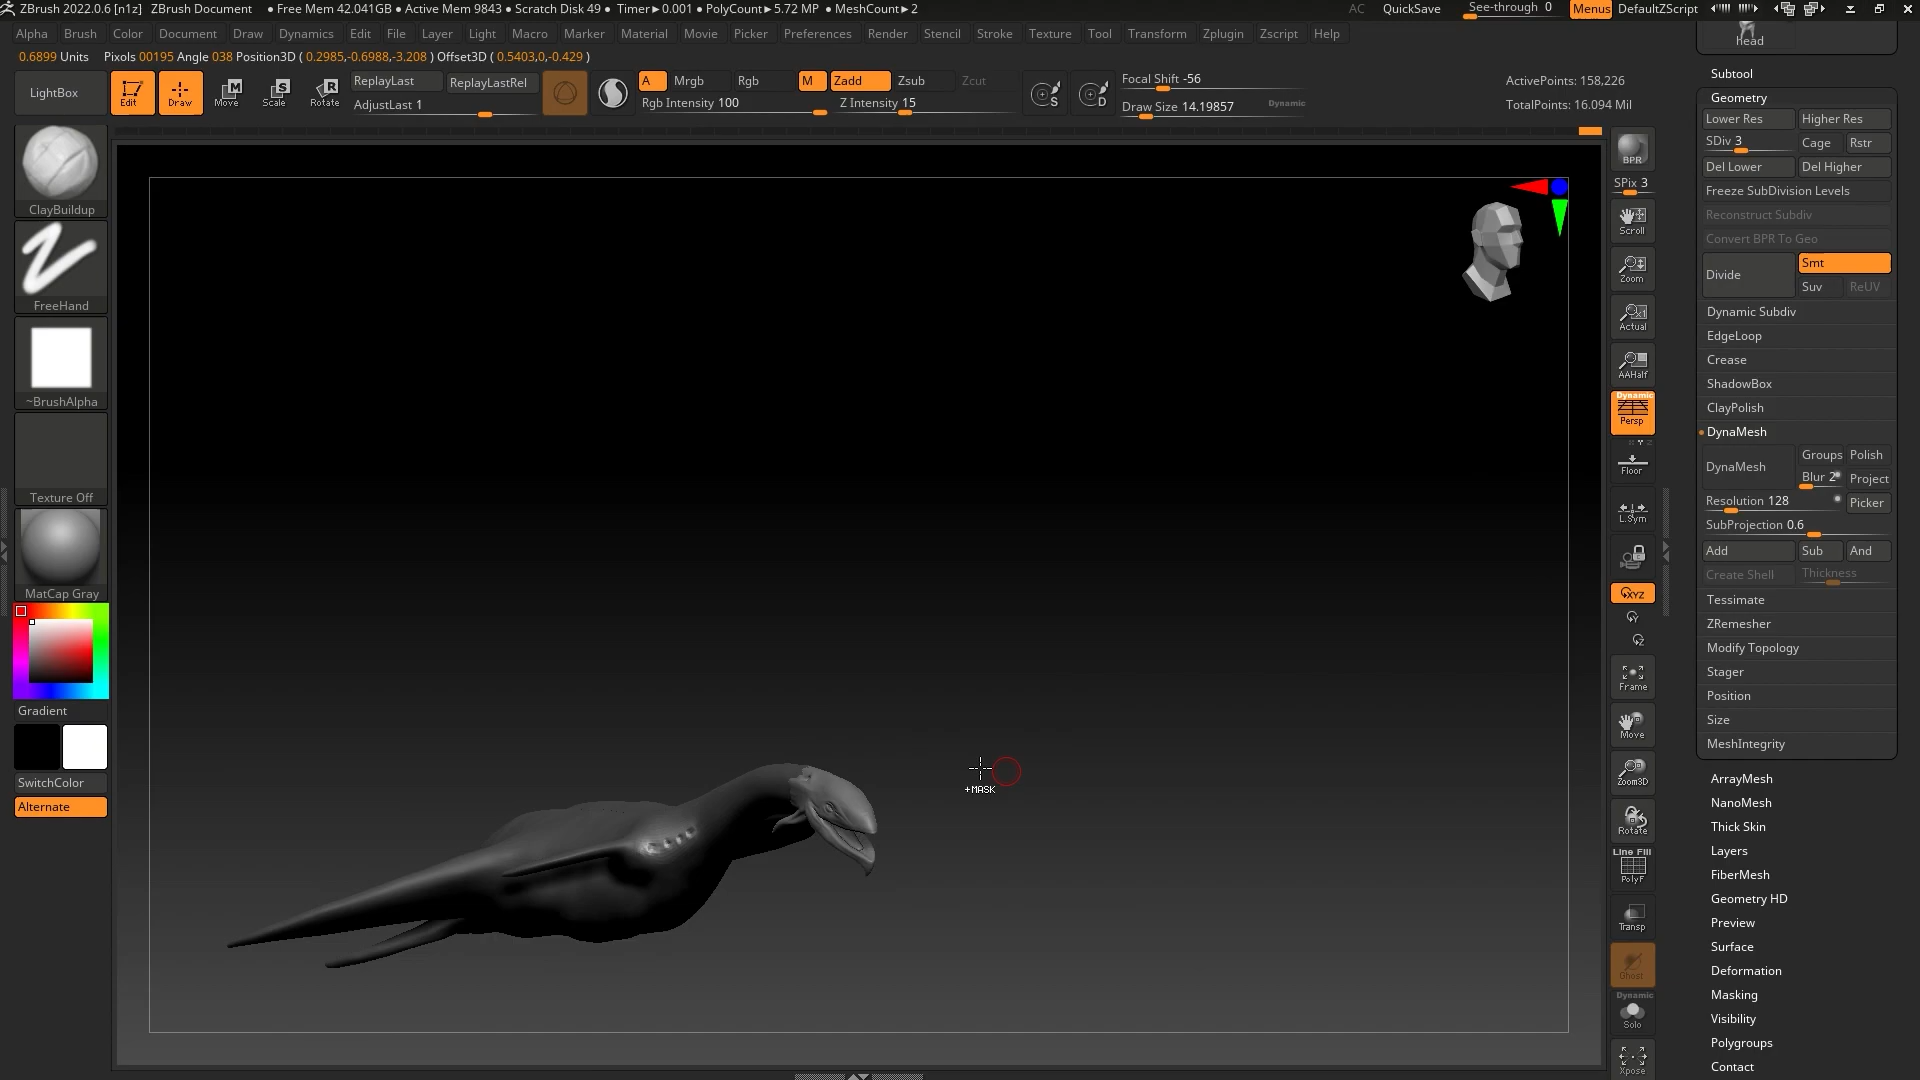 ZBrush 2022.0.6 [n1z] ZBrush Document ● Free Mem 42.041GB ● Active Mem 9843 ● Scratch Disk 49 ● Timer►0.001 ● PolyCount►5.72 MP ● MeshCount►2 AC QuickSave See-through 0 Menus DefaultZScript
Alpha Brush Color Document Draw Dynamics Edit File Layer Light Macro Marker Material Movie Picker Preferences Render Stencil Stroke Texture Tool Transform Zplugin Zscript Help
head
0.6899 Units Pixols 00195 Angle 038 Position3D ( 0.2985,-0.6988,-3.208 ) Offset3D ( 0.5403,0,-0.429 )
LightBox
Edit
Draw
Move
Scale
Rotate
ReplayLast
ReplayLastRel
AdjustLast 1
A Mrgb Rgb M Zadd Zsub Zcut
Rgb Intensity 100
Z Intensity 15
S
D
Focal Shift -56
Draw Size 14.19857
Dynamic
ActivePoints: 158,226
TotalPoints: 16.094 Mil
ClayBuildup
FreeHand
~BrushAlpha
Texture Off
MatCap Gray
Gradient
SwitchColor
Alternate
+MASK
BPR
SPix 3
Scroll
Zoom
Actual
AAHalf
Dynamic
Persp
Floor
L.Sym
XYZ
Y
Z
Frame
Move
Zoom3D
Rotate
Line Fill
PolyF
Transp
Ghost
Dynamic
Solo
Xpose
Subtool
Geometry
Lower Res Higher Res
SDiv 3 Cage Rstr
Del Lower Del Higher
Freeze SubDivision Levels
Reconstruct Subdiv
Convert BPR To Geo
Divide
Smt
Suv ReUV
Dynamic Subdiv
EdgeLoop
Crease
ShadowBox
ClayPolish
DynaMesh
DynaMesh
Groups Polish
Blur 2 Project
Resolution 128 Picker
SubProjection 0.6
Add Sub And
Create Shell Thickness
Tessimate
ZRemesher
Modify Topology
Stager
Position
Size
MeshIntegrity
ArrayMesh
NanoMesh
Thick Skin
Layers
FiberMesh
Geometry HD
Preview
Surface
Deformation
Masking
Visibility
Polygroups
Contact